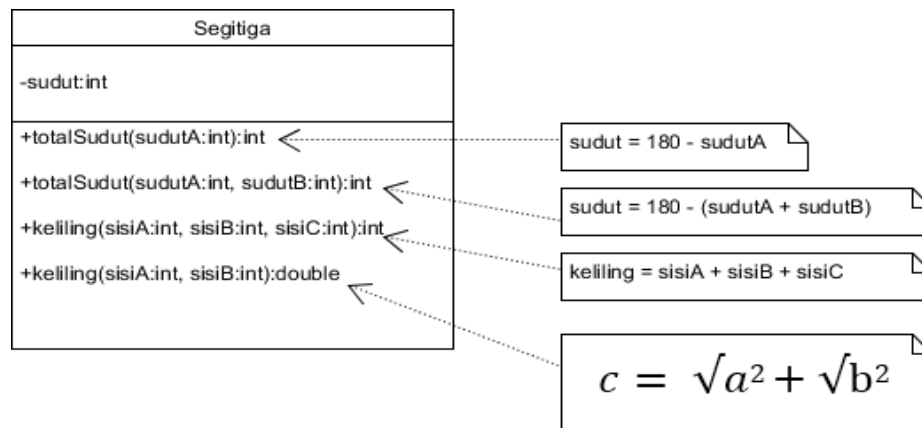 Segitiga
-sudut:int
+totalSudut(sudutA:int):int
+totalSudut(sudutA:int, sudutB:int):int
+keliling(sisiA:int, sisiB:int, sisiC:int):int
+keliling(sisiA:int, sisiB:int):double
sudut = 180 - sudutA
sudut = 180 - (sudutA + sudutB)
keliling = sisiA + sisiB + sisiC
c = √a² + √b²